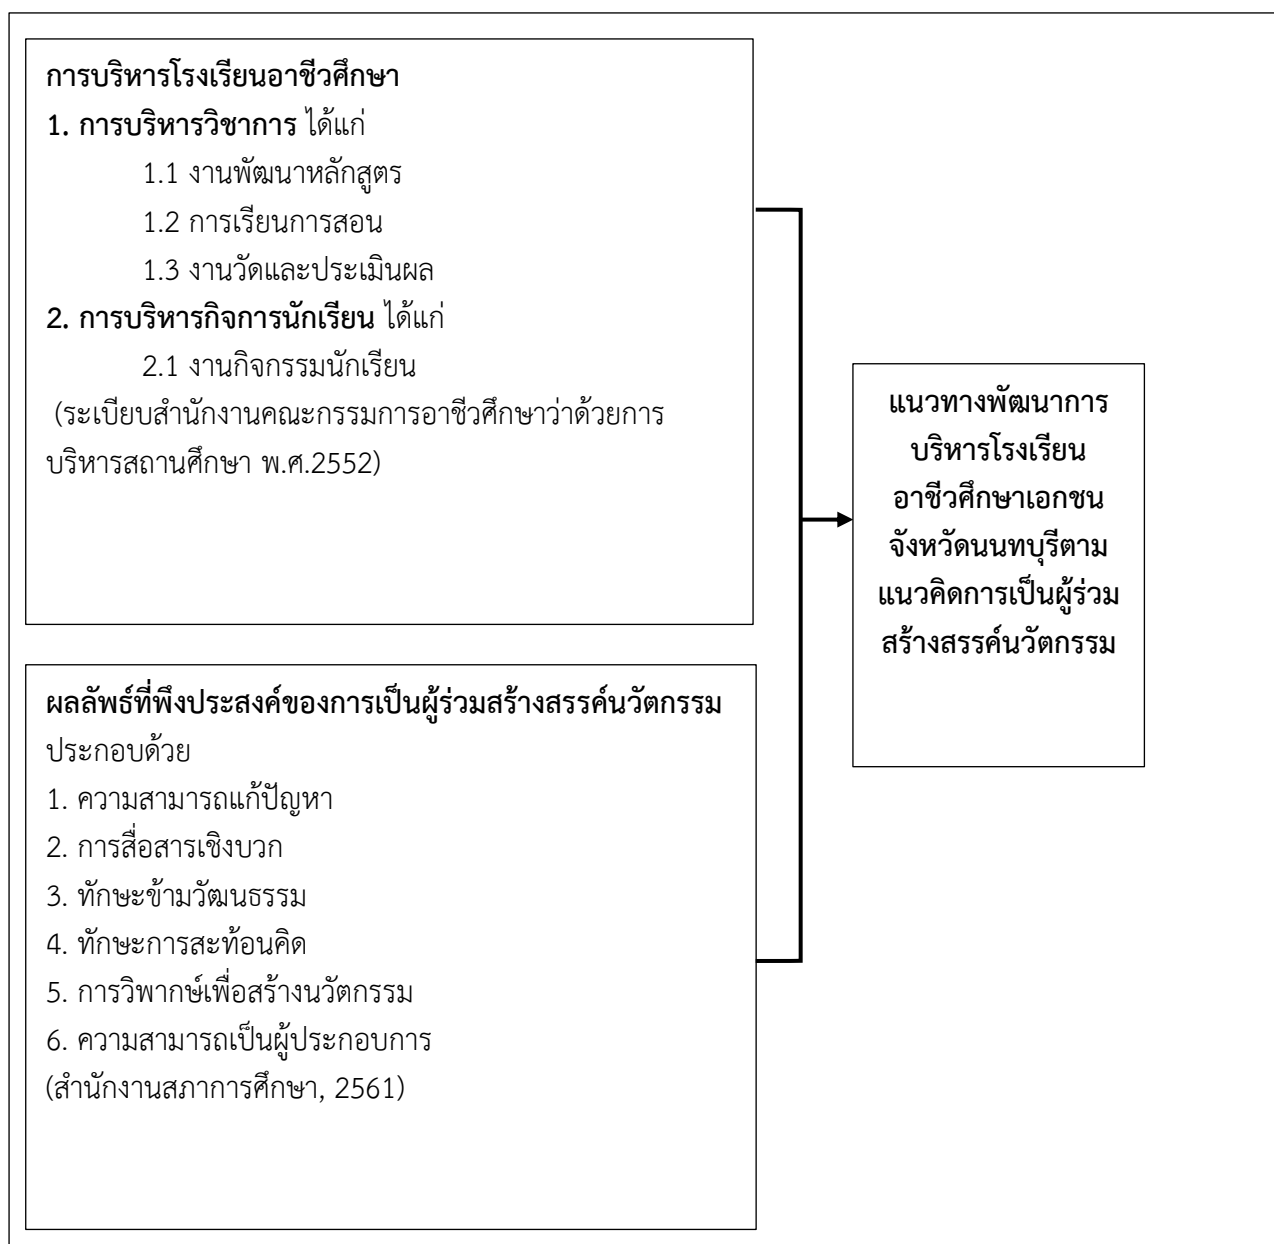 การบริหารโรงเรียนอาชีวศึกษา
1. การบริหารวิชาการ ได้แก่
1.1 งานพัฒนาหลักสูตร
1.2 การเรียนการสอน
1.3 งานวัดและประเมินผล
2. การบริหารกิจการนักเรียน ได้แก่
2.1 งานกิจกรรมนักเรียน
(ระเบียบสำนักงานคณะกรรมการอาชีวศึกษาว่าด้วยการ
บริหารสถานศึกษา พ.ศ.2552)
ผลลัพธ์ที่พึงประสงค์ของการเป็นผู้ร่วมสร้างสรรค์นวัตกรรม
ประกอบด้วย
1. ความสามารถแก้ปัญหา
2. การสื่อสารเชิงบวก
3. ทักษะข้ามวัฒนธรรม
4. ทักษะการสะท้อนคิด
5. การวิพากษ์เพื่อสร้างนวัตกรรม
6. ความสามารถเป็นผู้ประกอบการ
(สำนักงานสภาการศึกษา, 2561)
แนวทางพัฒนาการ
บริหารโรงเรียน
อาชีวศึกษาเอกชน
จังหวัดนนทบุรีตาม
แนวคิดการเป็นผู้ร่วม
สร้างสรรค์นวัตกรรม